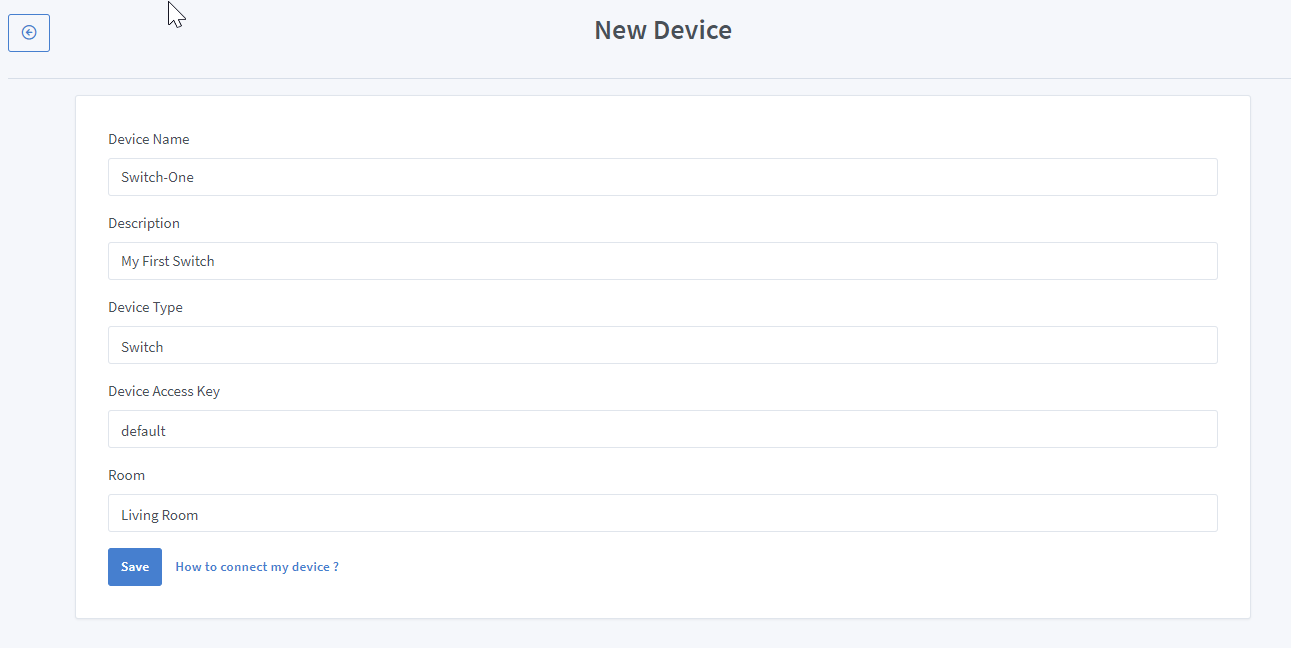 New Device
Device Name
Switch-One
Description
My First Switch
Device Type
Switch
Device Access Key
default
Room
Living Room
Save How to connect my device ?